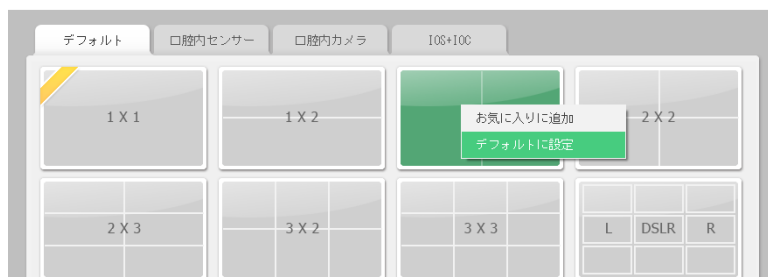 デフォルト 口腔内センサー 口腔内カメラ IOS+IOC
1 X 1 1 X 2 2 X 2
お気に入りに追加
デフォルトに設定
2 X 3 3 X 2 3 X 3 L DSLR R